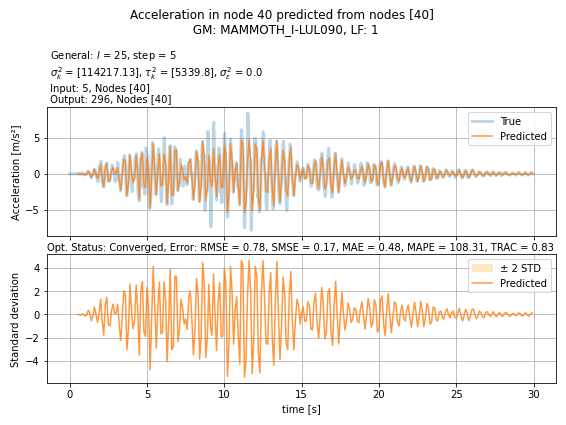 Acceleration in node 40 predicted from nodes [40]
GM: MAMMOTH_I-LUL090, LF: 1
General: l = 25, step = 5
σ²ₖ = [114217.13], τ²ₖ = [5339.8], σ²ε = 0.0
Input: 5, Nodes [40]
Output: 296, Nodes [40]
Acceleration [m/s²]
5
0
−5
True
Predicted
Opt. Status: Converged, Error: RMSE = 0.78, SMSE = 0.17, MAE = 0.48, MAPE = 108.31, TRAC = 0.83
Standard deviation
4
2
0
−2
−4
± 2 STD
Predicted
0 5 10 15 20 25 30
time [s]